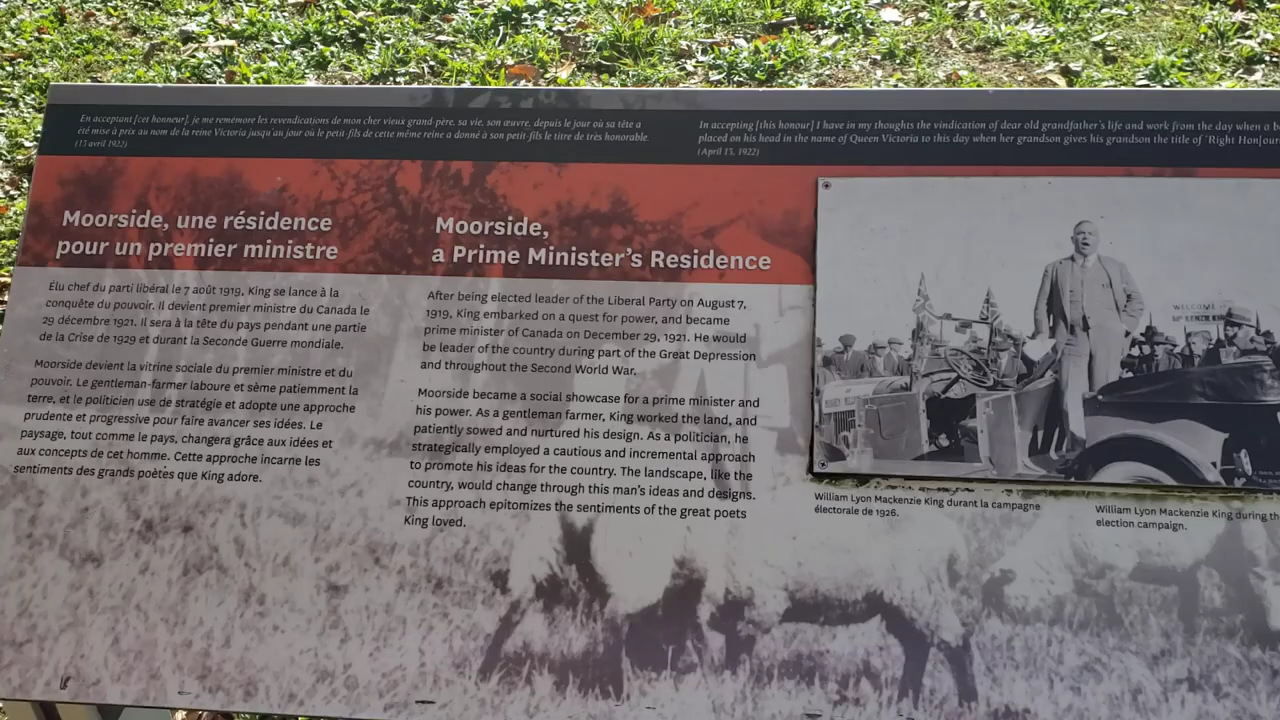 En acceptant [cet honneur], je me remémore les revendications de mon cher vieux grand-père, sa vie, son œuvre, depuis le jour où sa tête a
été mise à prix au nom de la reine Victoria jusqu'au jour où le petit-fils de cette même reine a donné à son petit-fils le titre de très honorable.
(13 avril 1922)
In accepting [this honour] I have in my thoughts the vindication of dear old grandfather's life and work from the day when a
placed on his head in the name of Queen Victoria to this day when her grandson gives his grandson the title of 'Right Hon[our
(April 13, 1922)
Moorside, une résidence
pour un premier ministre
Élu chef du parti libéral le 7 août 1919, King se lance à la
conquête du pouvoir. Il devient premier ministre du Canada le
29 décembre 1921. Il sera à la tête du pays pendant une partie
de la Crise de 1929 et durant la Seconde Guerre mondiale.
Moorside devient la vitrine sociale du premier ministre et du
pouvoir. Le gentleman-farmer laboure et sème patiemment la
terre, et le politicien use de stratégie et adopte une approche
prudente et progressive pour faire avancer ses idées. Le
paysage, tout comme le pays, changera grâce aux idées et
aux concepts de cet homme. Cette approche incarne les
sentiments des grands poètes que King adore.
Moorside,
a Prime Minister's Residence
After being elected leader of the Liberal Party on August 7,
1919, King embarked on a quest for power, and became
prime minister of Canada on December 29, 1921. He would
be leader of the country during part of the Great Depression
and throughout the Second World War.
Moorside became a social showcase for a prime minister and
his power. As a gentleman farmer, King worked the land, and
patiently sowed and nurtured his design. As a politician, he
strategically employed a cautious and incremental approach
to promote his ideas for the country. The landscape, like the
country, would change through this man's ideas and designs.
This approach epitomizes the sentiments of the great poets
King loved.
WELCOME
McKENZIE KING
William Lyon Mackenzie King durant la campagne
électorale de 1926.
William Lyon Mackenzie King during th
election campaign.